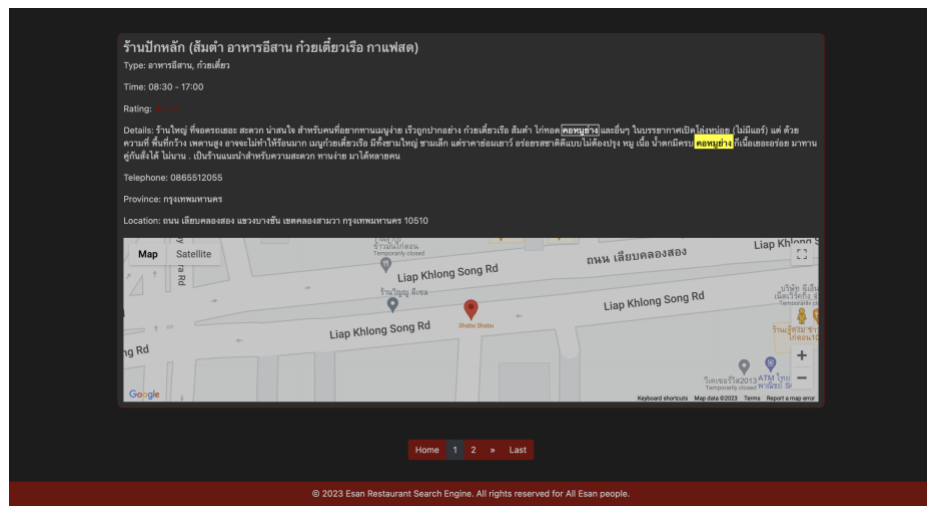 ร้านปักหลัก (ส้มตำ อาหารอีสาน ก๋วยเตี๋ยวเรือ กาแฟสด)
Type: อาหารอีสาน, ก๋วยเตี๋ยว
Time: 08:30 - 17:00
Rating:
Details: ร้านใหญ่ ที่จอดรถเยอะ สะดวก น่าสนใจ สำหรับคนที่อยากทานเมนูง่าย เร็วถูกปากอย่าง ก๋วยเตี๋ยวเรือ ส้มตำ ไก่ทอด คอหมูย่าง และอื่นๆ ในบรรยากาศเปิดโล่งหน่อย (ไม่มีแอร์) แต่ ด้วย
ความที่ พื้นที่กว้าง เพดานสูง อาจจะไม่ทำให้ร้อนมาก เมนูก๋วยเตี๋ยวเรือ มีทั้งชามใหญ่ ชามเล็ก แต่ราคาย่อมเยาว์ อร่อยรสชาติดีแบบไม่ต้องปรุง หมู เนื้อ น้ำตกมีครบ คอหมูย่าง ก็เนื้อเยอะอร่อย มาทาน
คู่กันสั่งได้ ไม่นาน . เป็นร้านแนะนำสำหรับความสะดวก ทานง่าย มาได้หลายคน
Telephone: 0865512055
Province: กรุงเทพมหานคร
Location: ถนน เลียบคลองสอง แขวงบางชัน เขตคลองสามวา กรุงเทพมหานคร 10510
Map Satellite
ra Rd
Temporarily closed
Liap Khlong Song Rd
ถนน เลียบคลองสอง
Liap Khlong S
Liap Khlong Song Rd
Shabu Shabu
Liap Khlong Song Rd
ng Rd
Temporarily closed
ATM ไทย
Google
Keyboard shortcuts Map data ©2023 Terms Report a map error
Home 1 2 » Last
© 2023 Esan Restaurant Search Engine. All rights reserved for All Esan people.